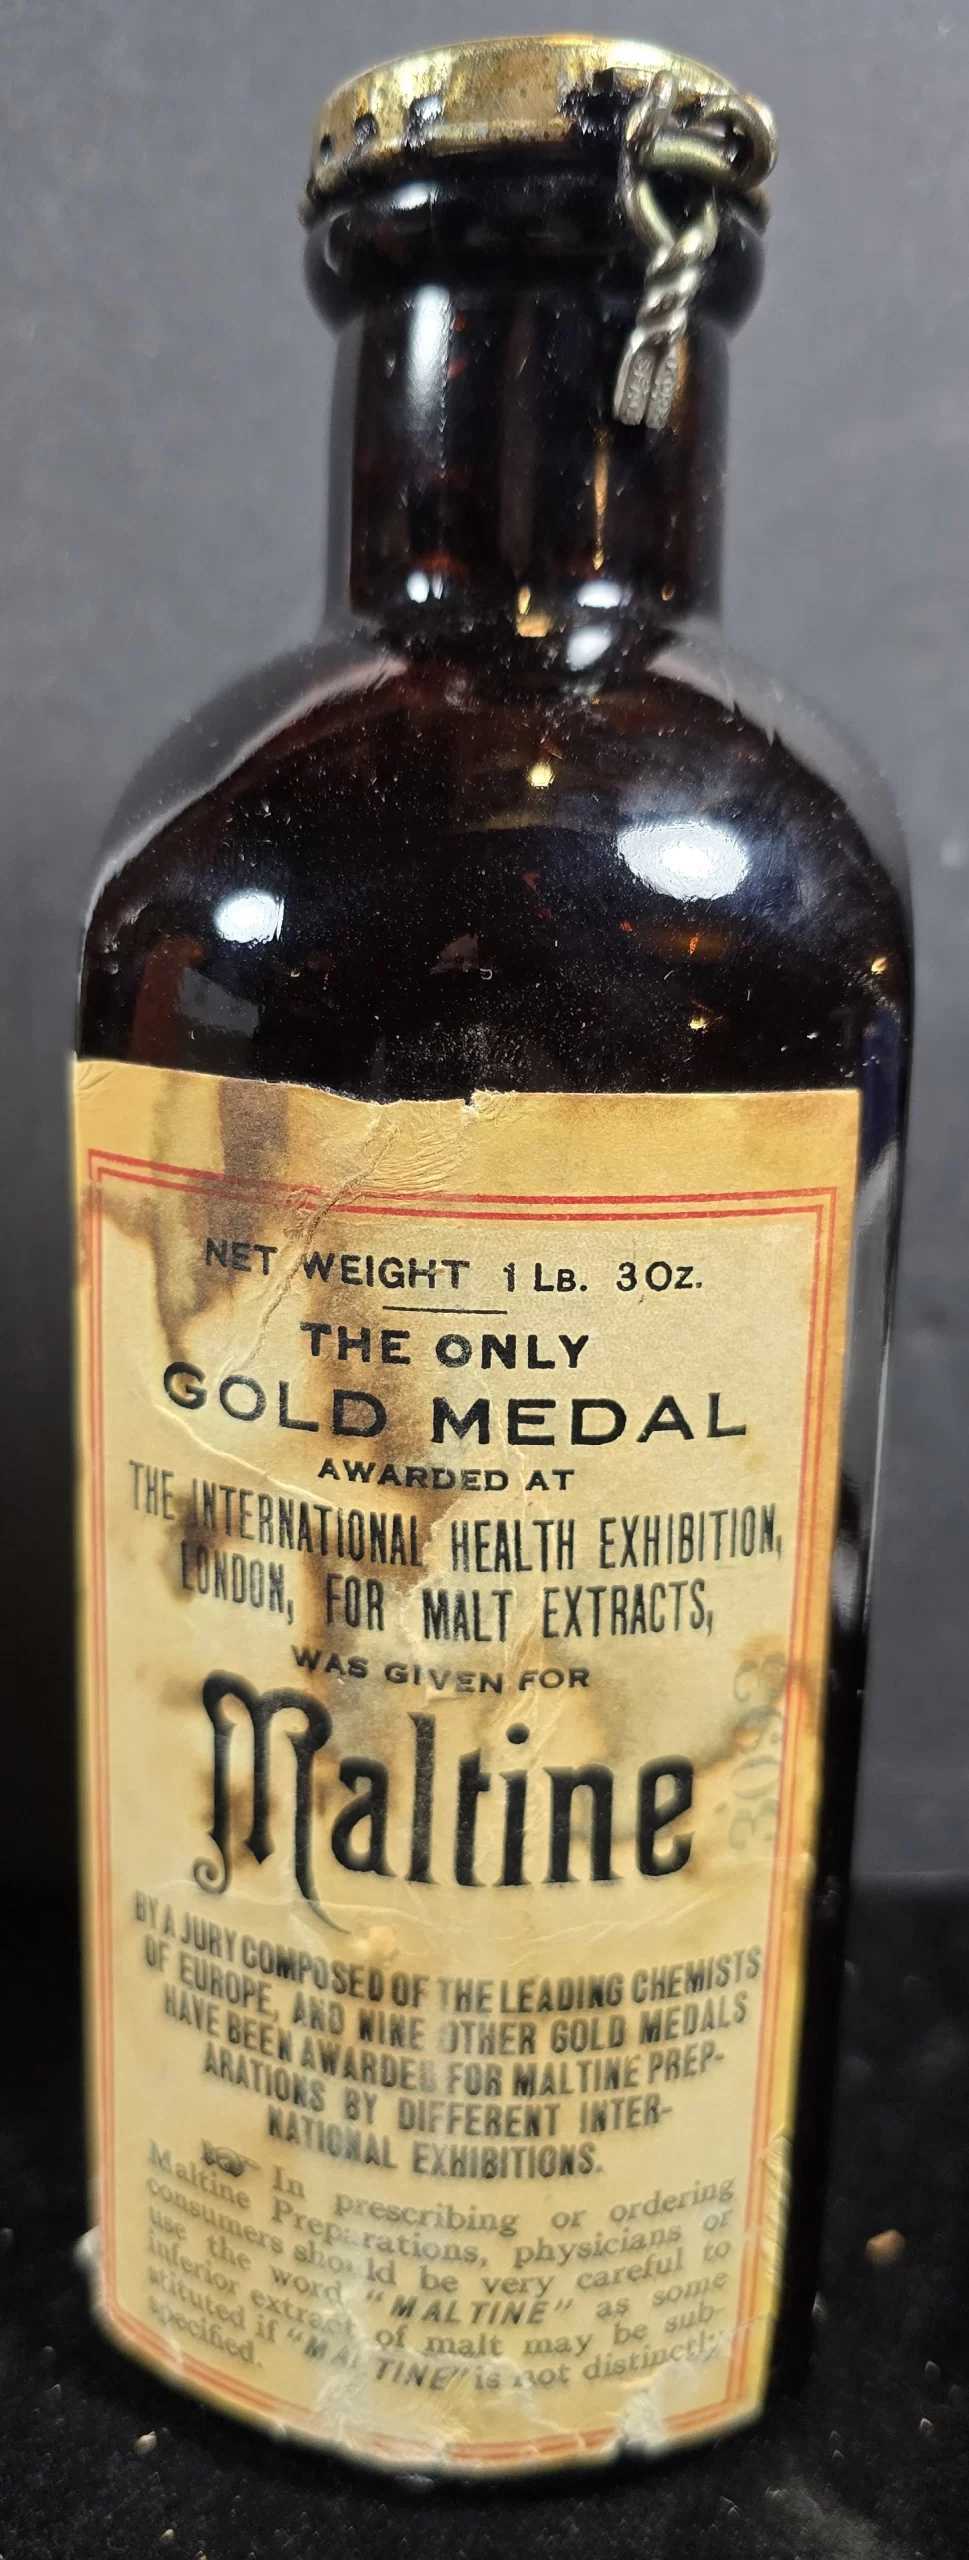 NET WEIGHT 1 LB. 3 OZ.
THE ONLY
GOLD MEDAL
AWARDED AT
THE INTERNATIONAL HEALTH EXHIBITION,
LONDON, FOR MALT EXTRACTS,
WAS GIVEN FOR
Maltine
BY A JURY COMPOSED OF THE LEADING CHEMISTS
OF EUROPE, AND NINE OTHER GOLD MEDALS
HAVE BEEN AWARDED FOR MALTINE PREP-
ARATIONS BY DIFFERENT INTER-
NATIONAL EXHIBITIONS.
In prescribing or ordering
Maltine Preparations, physicians or
consumers should be very careful to
use the word "MALTINE" as some
inferior extract of malt may be sub-
stituted if "MALTINE" is not distinctly
specified.
3093